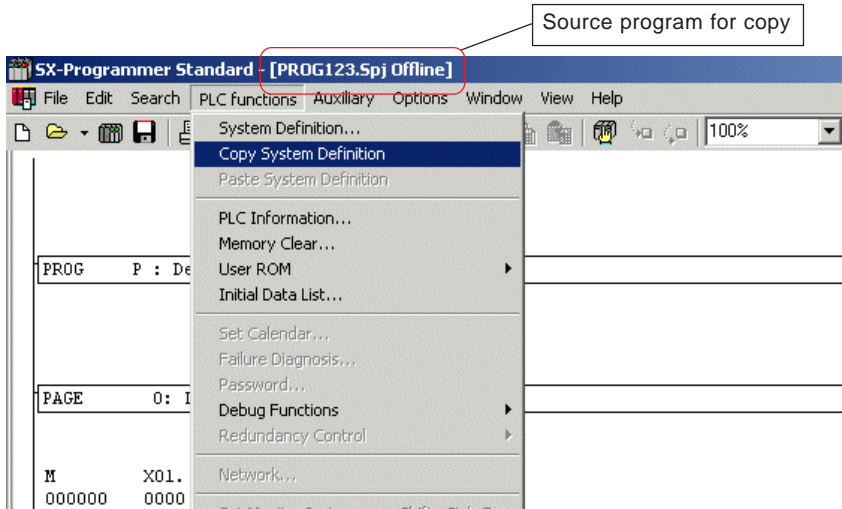 Source program for copy
SX-Programmer Standard - [PROG123.Spj Offline]
File Edit Search PLC functions Auxiliary Options Window View Help
100%
System Definition...
Copy System Definition
Paste System Definition
PLC Information...
Memory Clear...
User ROM
Initial Data List...
Set Calendar...
Failure Diagnosis...
Password...
Debug Functions
Redundancy Control
Network...
PROG P : De
PAGE 0: I
M X01.
000000 0000